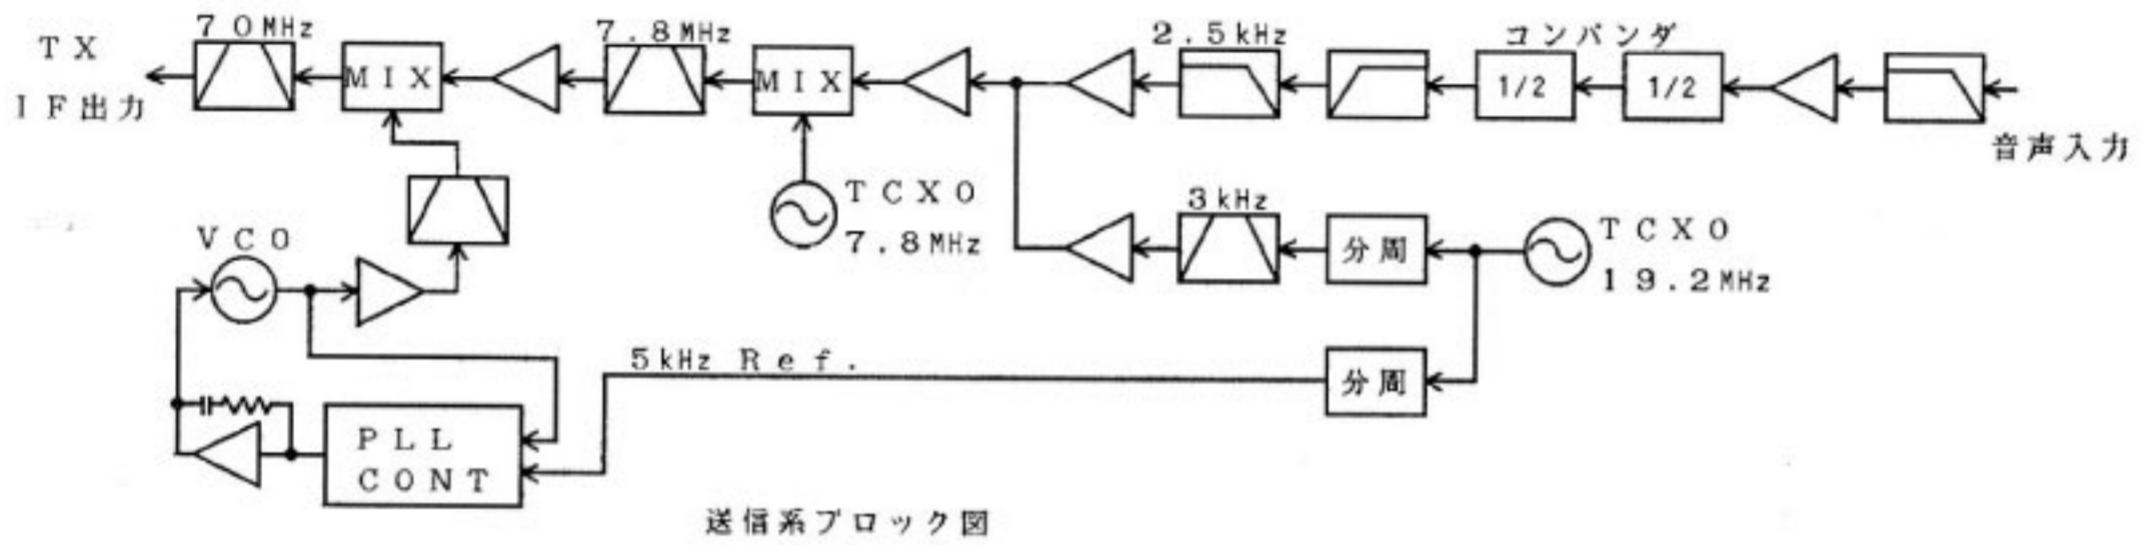 TX
IF出力
70MHz
MIX
7.8MHz
MIX
2.5kHz
コンパンダ
1/2
1/2
音声入力
TCXO
7.8MHz
3kHz
分周
TCXO
19.2MHz
VCO
5kHz Ref.
分周
PLL
CONT
送信系ブロック図